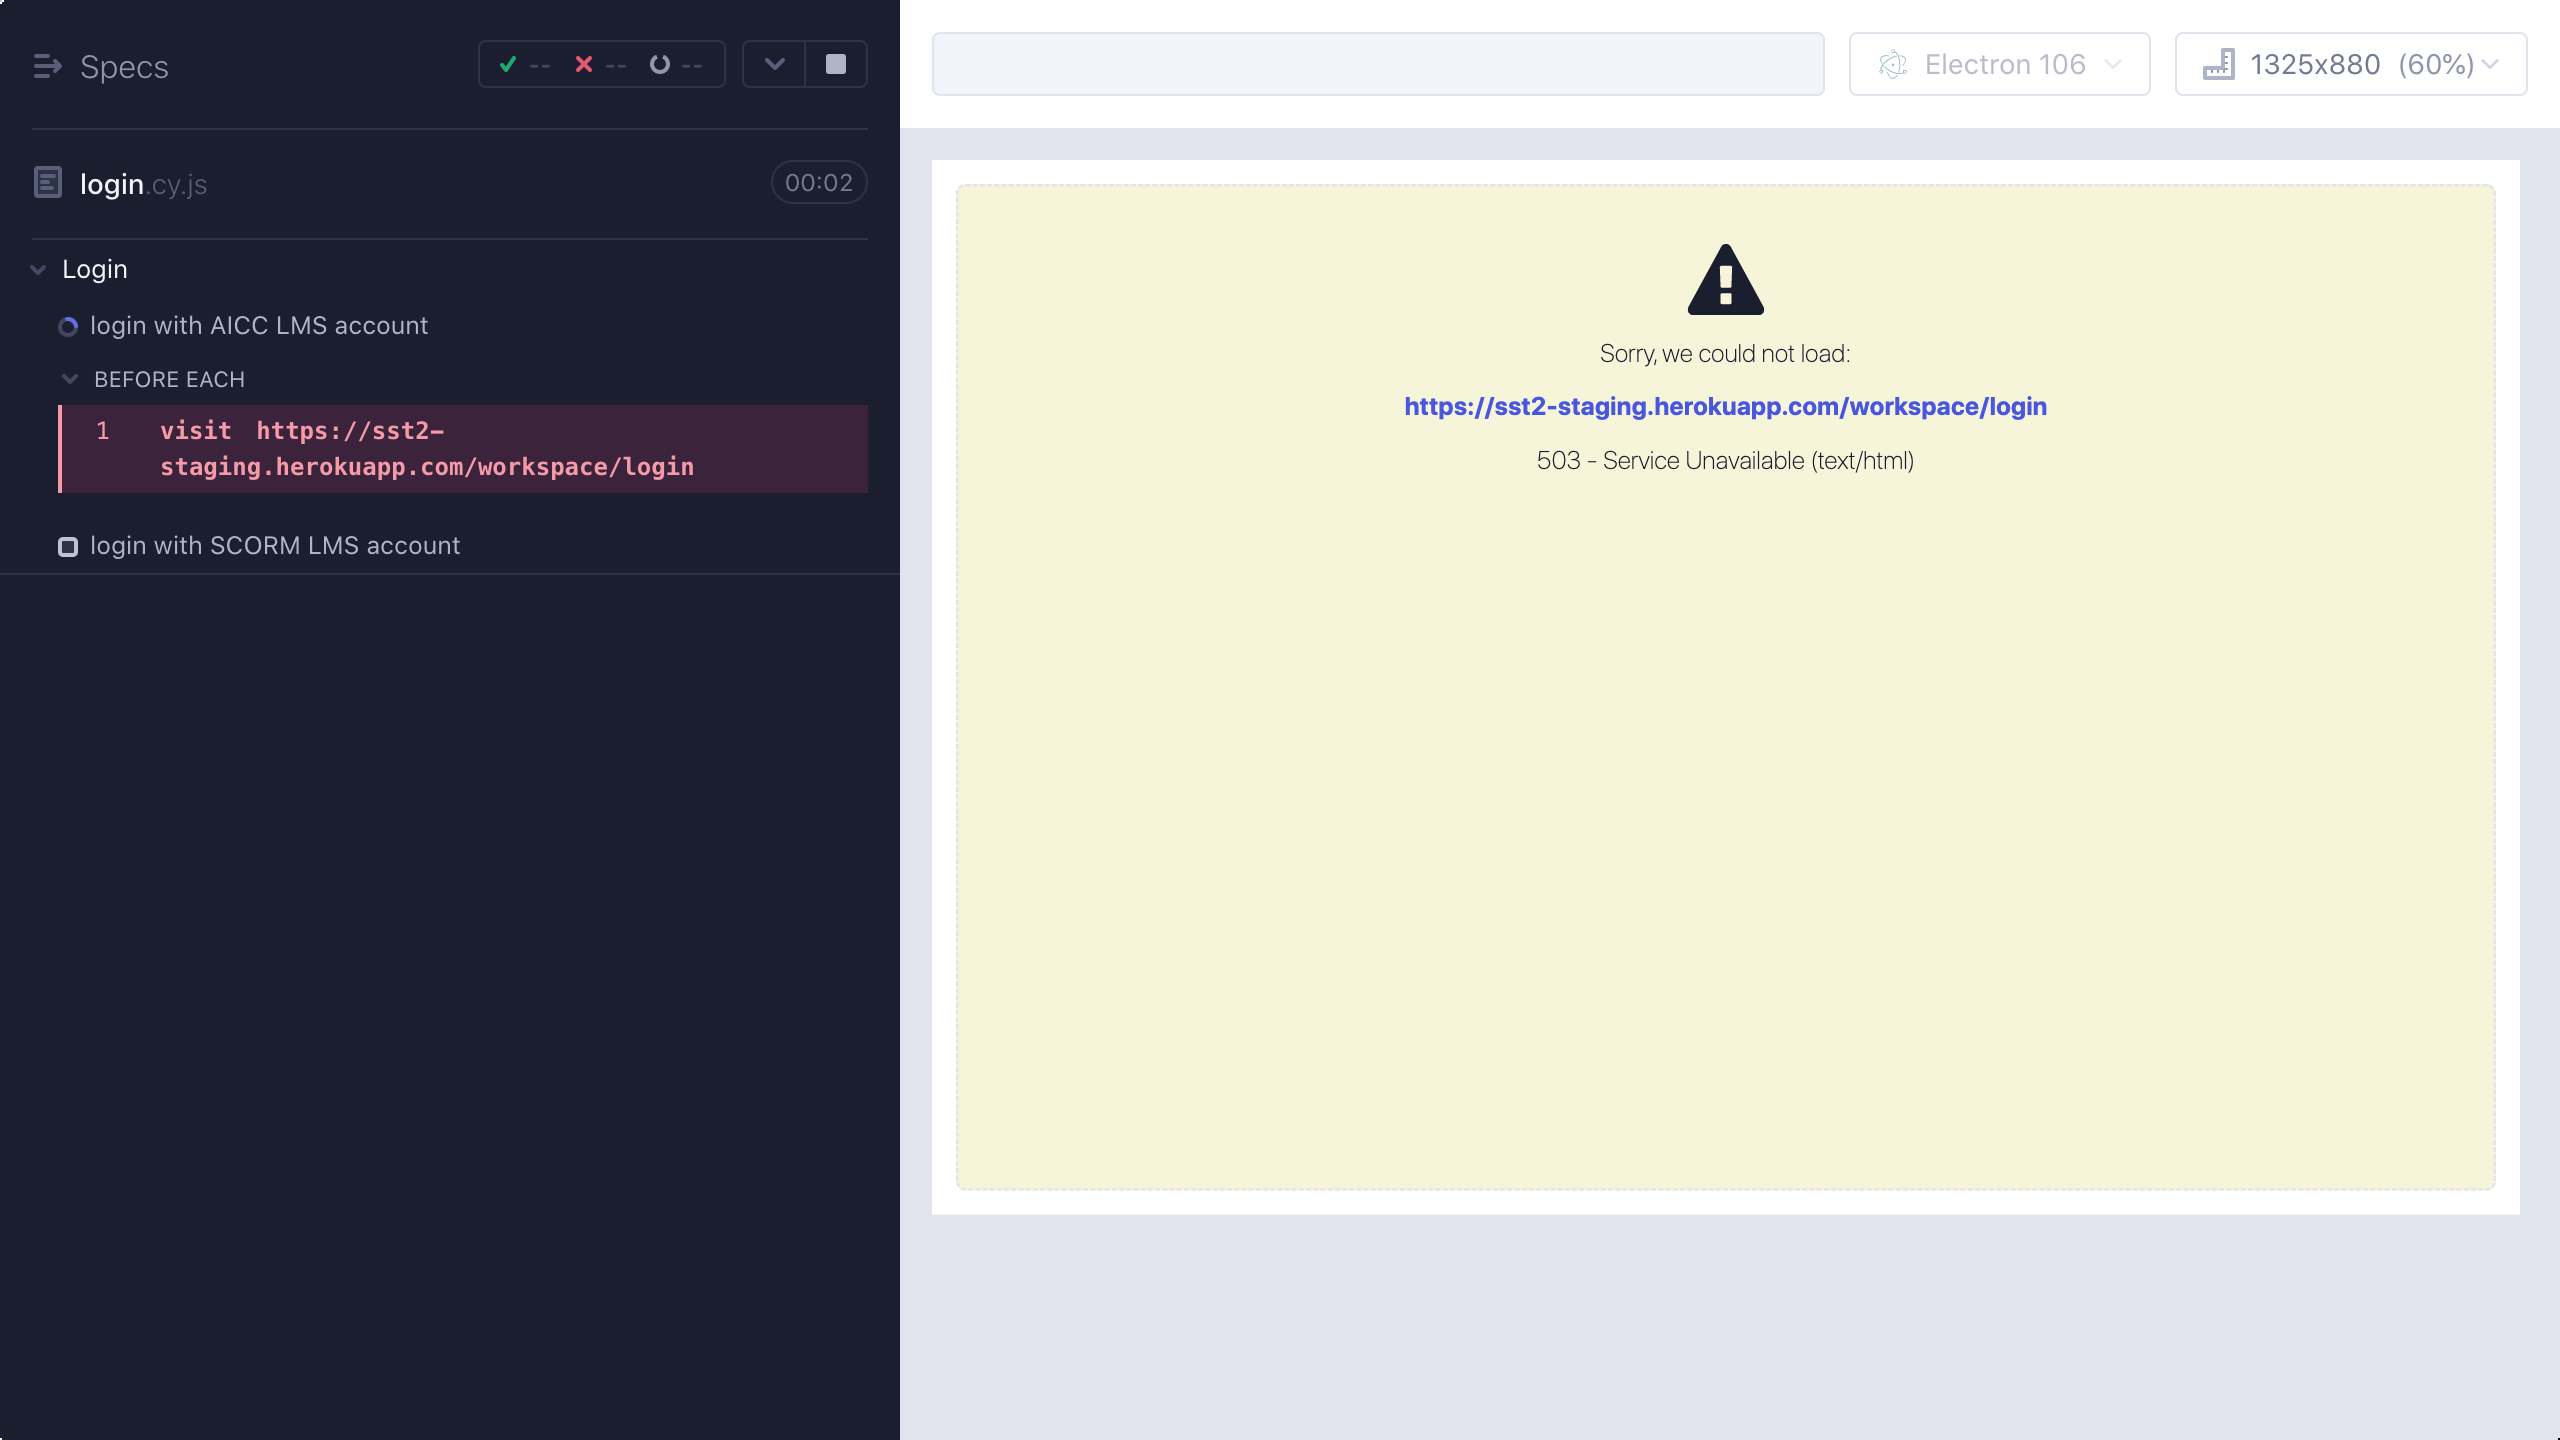 Specs
-- -- --
login.cy.js
00:02
Login
login with AICC LMS account
BEFORE EACH
1 visit https://sst2-
staging.herokuapp.com/workspace/login
login with SCORM LMS account
Electron 106
1325x880 (60%)
Sorry, we could not load:
https://sst2-staging.herokuapp.com/workspace/login
503 - Service Unavailable (text/html)